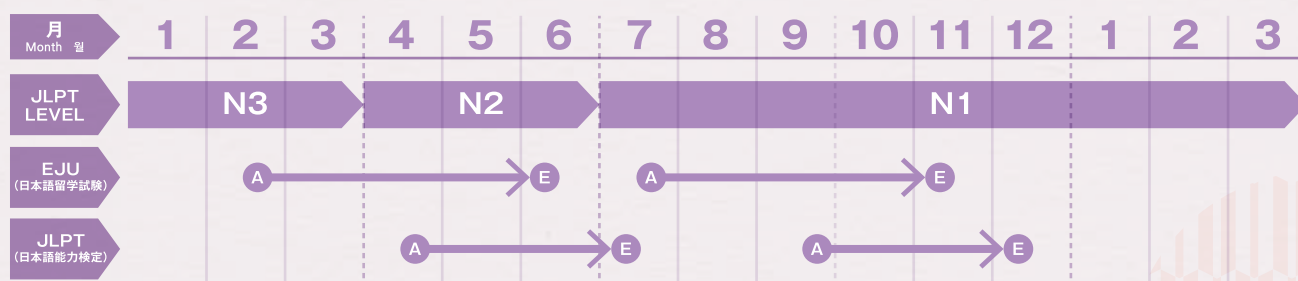 月
Month 월
1 2 3 4 5 6 7 8 9 10 11 12 1 2 3
JLPT
LEVEL
N3 N2 N1
EJU
(日本語留学試験)
A E A E
JLPT
(日本語能力検定)
A E A E